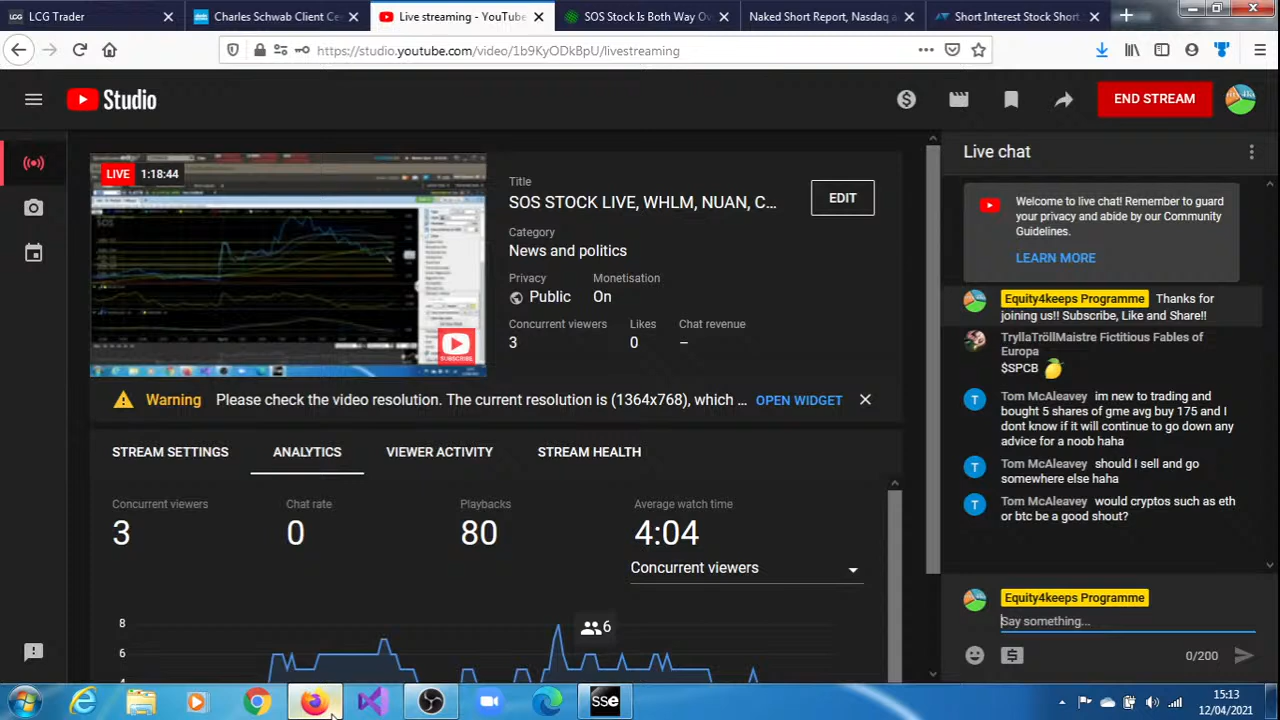 LCG Trader
Charles Schwab Client Ce
Live streaming - YouTube
SOS Stock Is Both Way Ov
Naked Short Report, Nasdaq a
Short Interest Stock Short
https://studio.youtube.com/video/1b9KyODkBpU/livestreaming
Studio
END STREAM
LIVE 1:18:44
SUBSCRIBE
Title
SOS STOCK LIVE, WHLM, NUAN, C...
EDIT
Category
News and politics
Privacy Monetisation
Public On
Concurrent viewers Likes Chat revenue
3 0 –
Warning Please check the video resolution. The current resolution is (1364x768), which ... OPEN WIDGET
STREAM SETTINGS ANALYTICS VIEWER ACTIVITY STREAM HEALTH
Concurrent viewers Chat rate Playbacks Average watch time
3 0 80 4:04
Concurrent viewers
8
6
6
4
Live chat
Welcome to live chat! Remember to guard
your privacy and abide by our Community
Guidelines.
LEARN MORE
Equity4keeps Programme Thanks for
joining us!! Subscribe, Like and Share!!
TryllaTröllMaistre Fictitious Fables of
Europa
$SPCB
Tom McAleavey im new to trading and
bought 5 shares of gme avg buy 175 and I
dont know if it will continue to go down any
advice for a noob haha
Tom McAleavey should I sell and go
somewhere else haha
Tom McAleavey would cryptos such as eth
or btc be a good shout?
Equity4keeps Programme
Say something...
0/200
SSe
15:13
12/04/2021